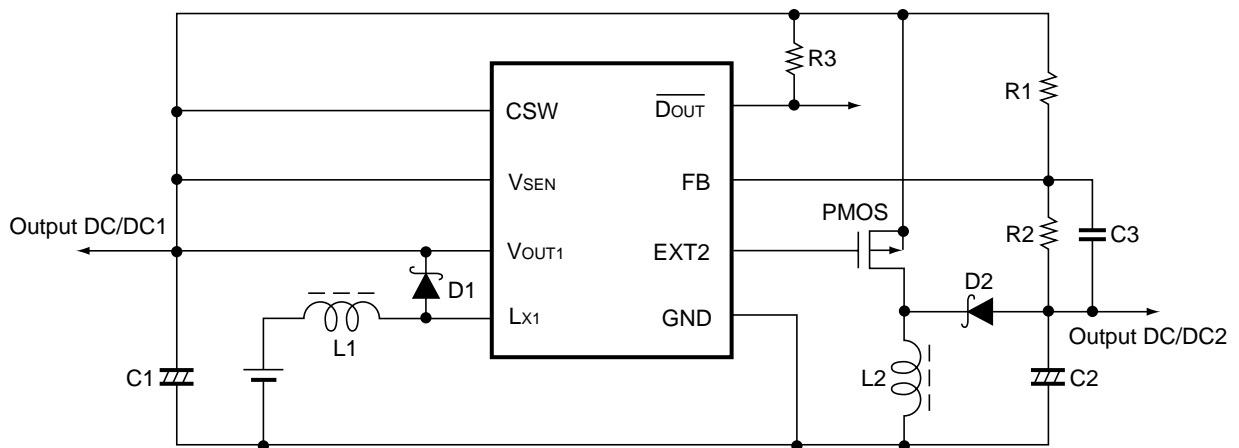 R3
R1
CSW
DOUT
VSEN
FB
PMOS
Output DC/DC1
VOUT1
EXT2
R2
C3
D1
D2
LX1
GND
L1
Output DC/DC2
C1
L2
C2